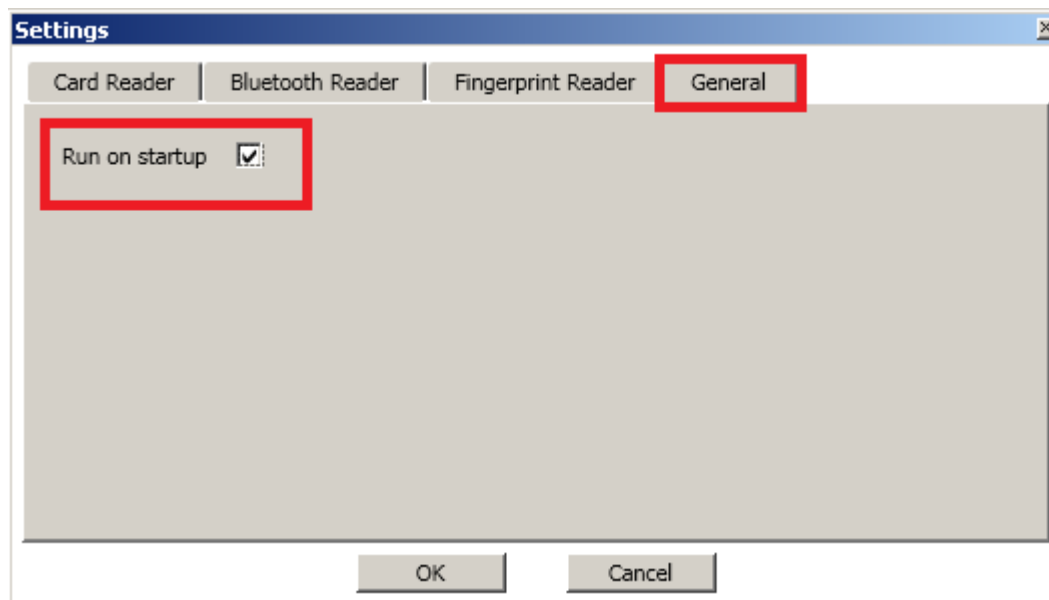 Settings
Card Reader Bluetooth Reader Fingerprint Reader General
Run on startup
OK Cancel